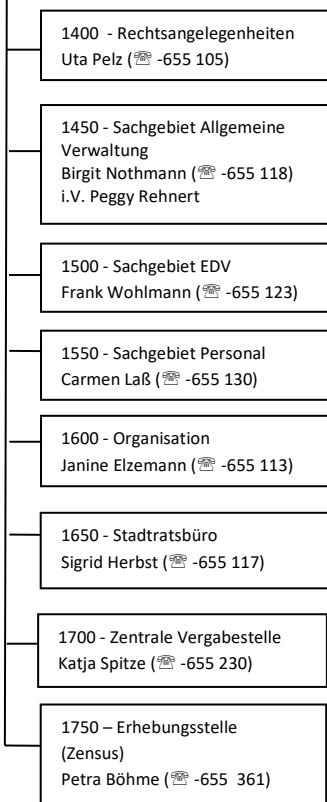 1400 - Rechtsangelegenheiten
Uta Pelz (☏ -655 105)
1450 - Sachgebiet Allgemeine
Verwaltung
Birgit Nothmann (☏ -655 118)
i.V. Peggy Rehnert
1500 - Sachgebiet EDV
Frank Wohlmann (☏ -655 123)
1550 - Sachgebiet Personal
Carmen Laß (☏ -655 130)
1600 - Organisation
Janine Elzemann (☏ -655 113)
1650 - Stadtratsbüro
Sigrid Herbst (☏ -655 117)
1700 - Zentrale Vergabestelle
Katja Spitze (☏ -655 230)
1750 – Erhebungsstelle
(Zensus)
Petra Böhme (☏ -655 361)